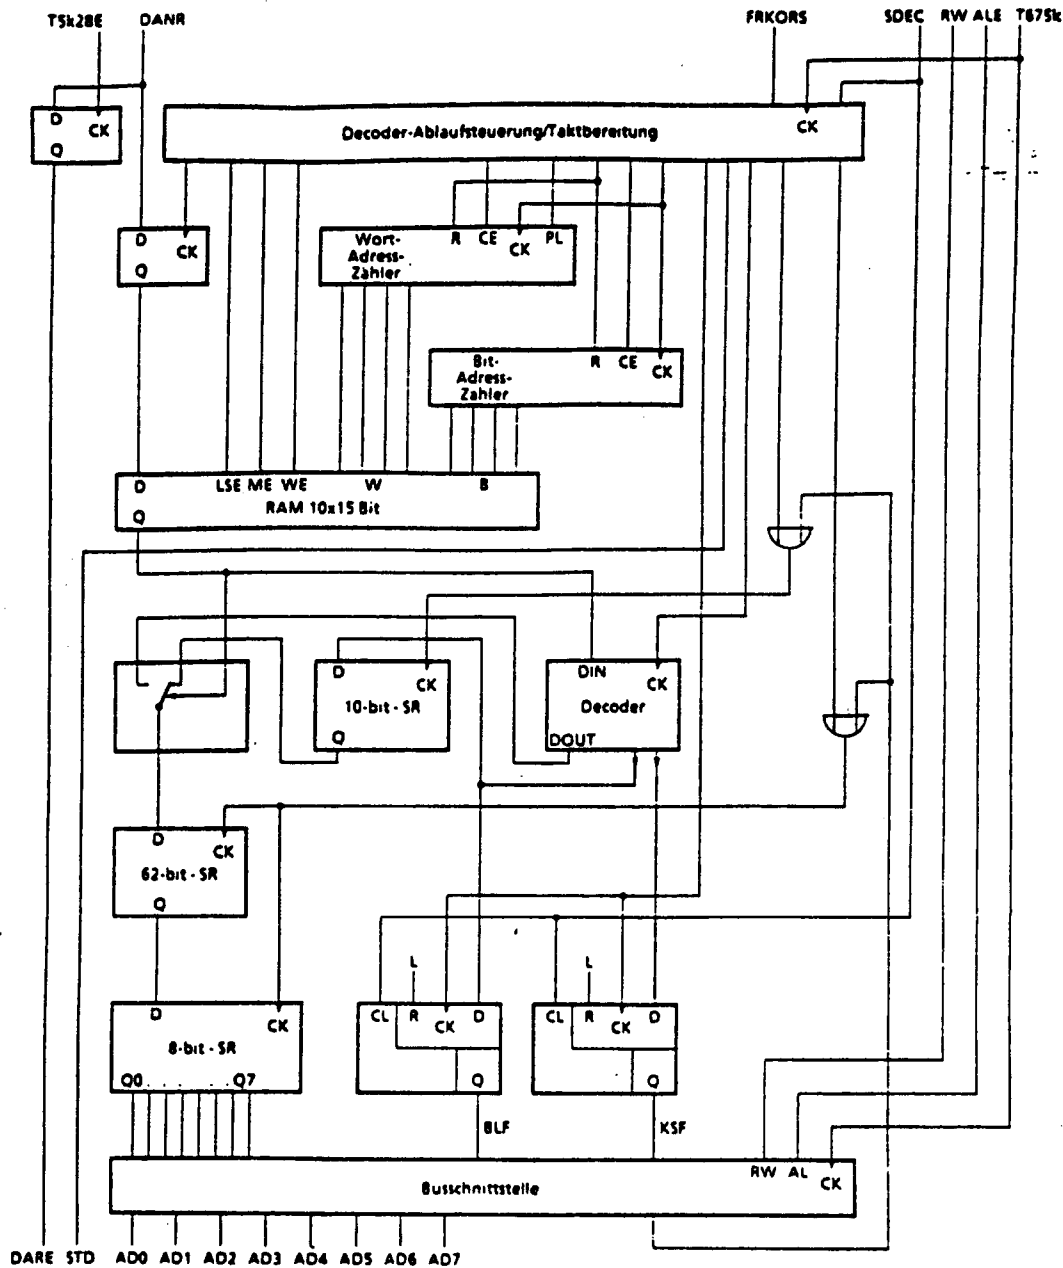 T5k28E DANR FRKORS SDEC RW ALE T675k
D CK
Q
Decoder-Ablaufsteuerung/Taktbereitung CK
D CK
Q
Wort-
Adress-
Zähler
R CE CK PL
Bit-
Adress-
Zähler
R CE CK
D LSE ME WE W B
Q RAM 10x15 Bit
D CK
10-bit-SR
Q
DIN CK
Decoder
DOUT
D CK
62-bit-SR
Q
L L
D CK
8-bit-SR
Q0 . . . . . . Q7
CL R CK D
Q
CL R CK D
Q
BLF KSF
RW AL CK
Busschnittstelle
DARE STD AD0 AD1 AD2 AD3 AD4 AD5 AD6 AD7